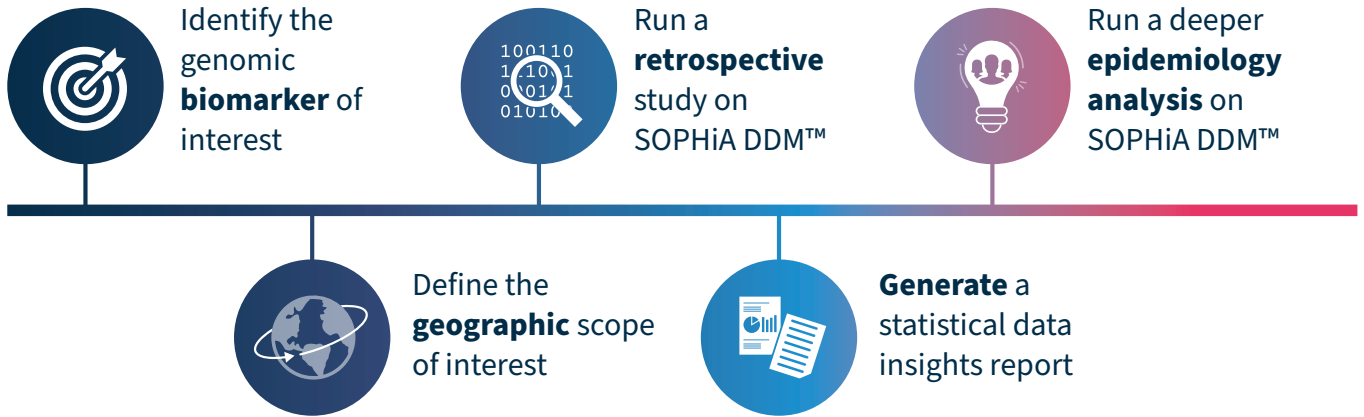 Identify the
genomic
biomarker of
interest
Define the
geographic scope
of interest
100110
Run a
retrospective
study on
SOPHiA DDM™
Generate a
statistical data
insights report
Run a deeper
epidemiology
analysis on
SOPHiA DDM™